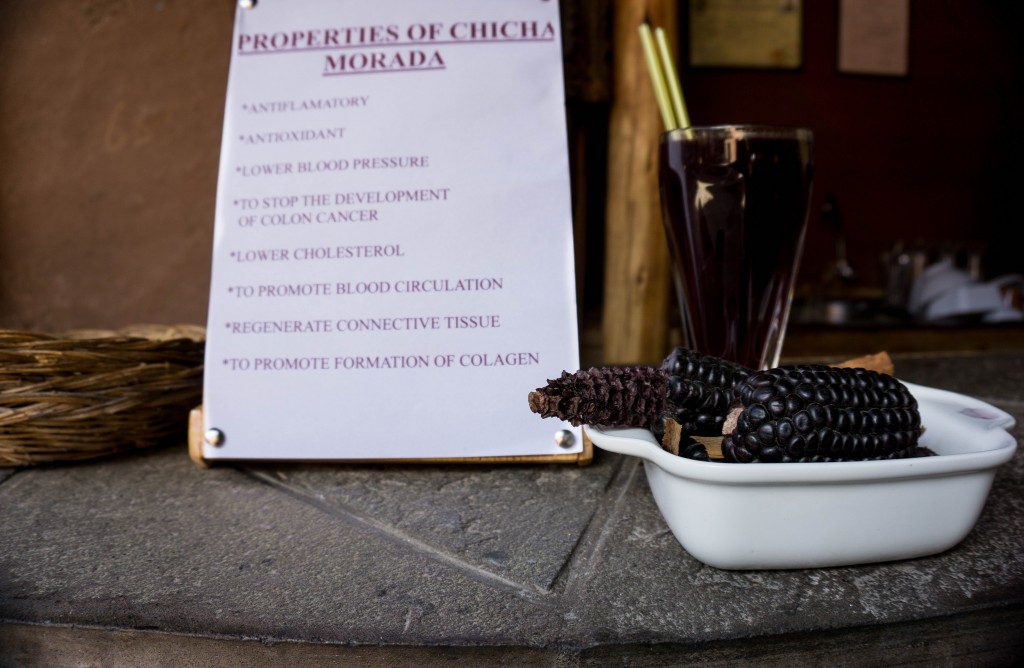 PROPERTIES OF CHICHA
MORADA
*ANTIFLAMATORY
*ANTIOXIDANT
*LOWER BLOOD PRESSURE
*TO STOP THE DEVELOPMENT
OF COLON CANCER
*LOWER CHOLESTEROL
*TO PROMOTE BLOOD CIRCULATION
*REGENERATE CONNECTIVE TISSUE
*TO PROMOTE FORMATION OF COLAGEN